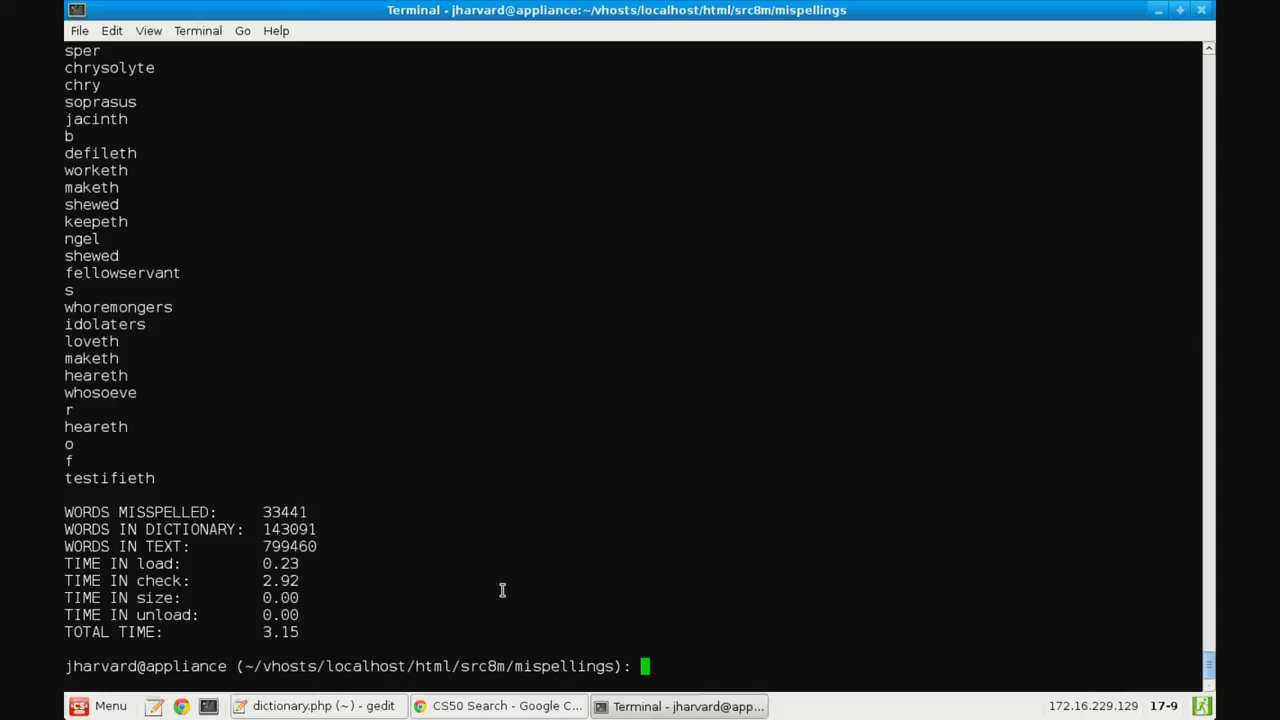 Terminal - jharvard@appliance:~/vhosts/localhost/html/src8m/mispellings
File Edit View Terminal Go Help
sper
chrysolyte
chry
soprasus
jacinth
b
defileth
worketh
maketh
shewed
keepeth
ngel
shewed
fellowservant
s
whoremongers
idolaters
loveth
maketh
heareth
whosoeve
r
heareth
o
f
testifieth
WORDS MISSPELLED: 33441
WORDS IN DICTIONARY: 143091
WORDS IN TEXT: 799460
TIME IN load: 0.23
TIME IN check: 2.92
TIME IN size: 0.00
TIME IN unload: 0.00
TOTAL TIME: 3.15
jharvard@appliance (~/vhosts/localhost/html/src8m/mispellings):
Menu dictionary.php (~) - gedit CS50 Search - Google C... Terminal - jharvard@app... 172.16.229.129 17-9